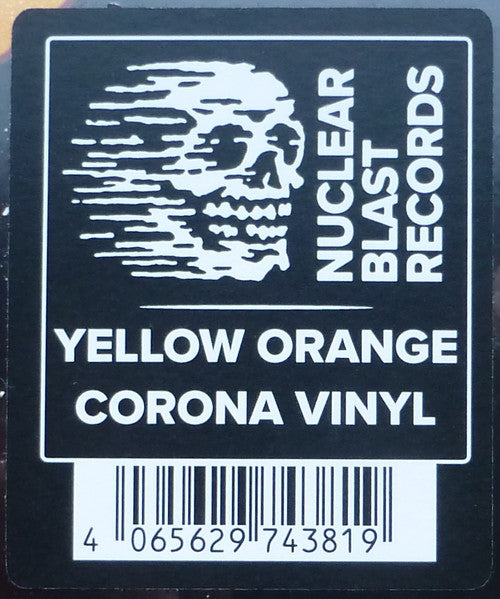 NUCLEAR
BLAST
RECORDS
YELLOW ORANGE
CORONA VINYL
4 065629 743819